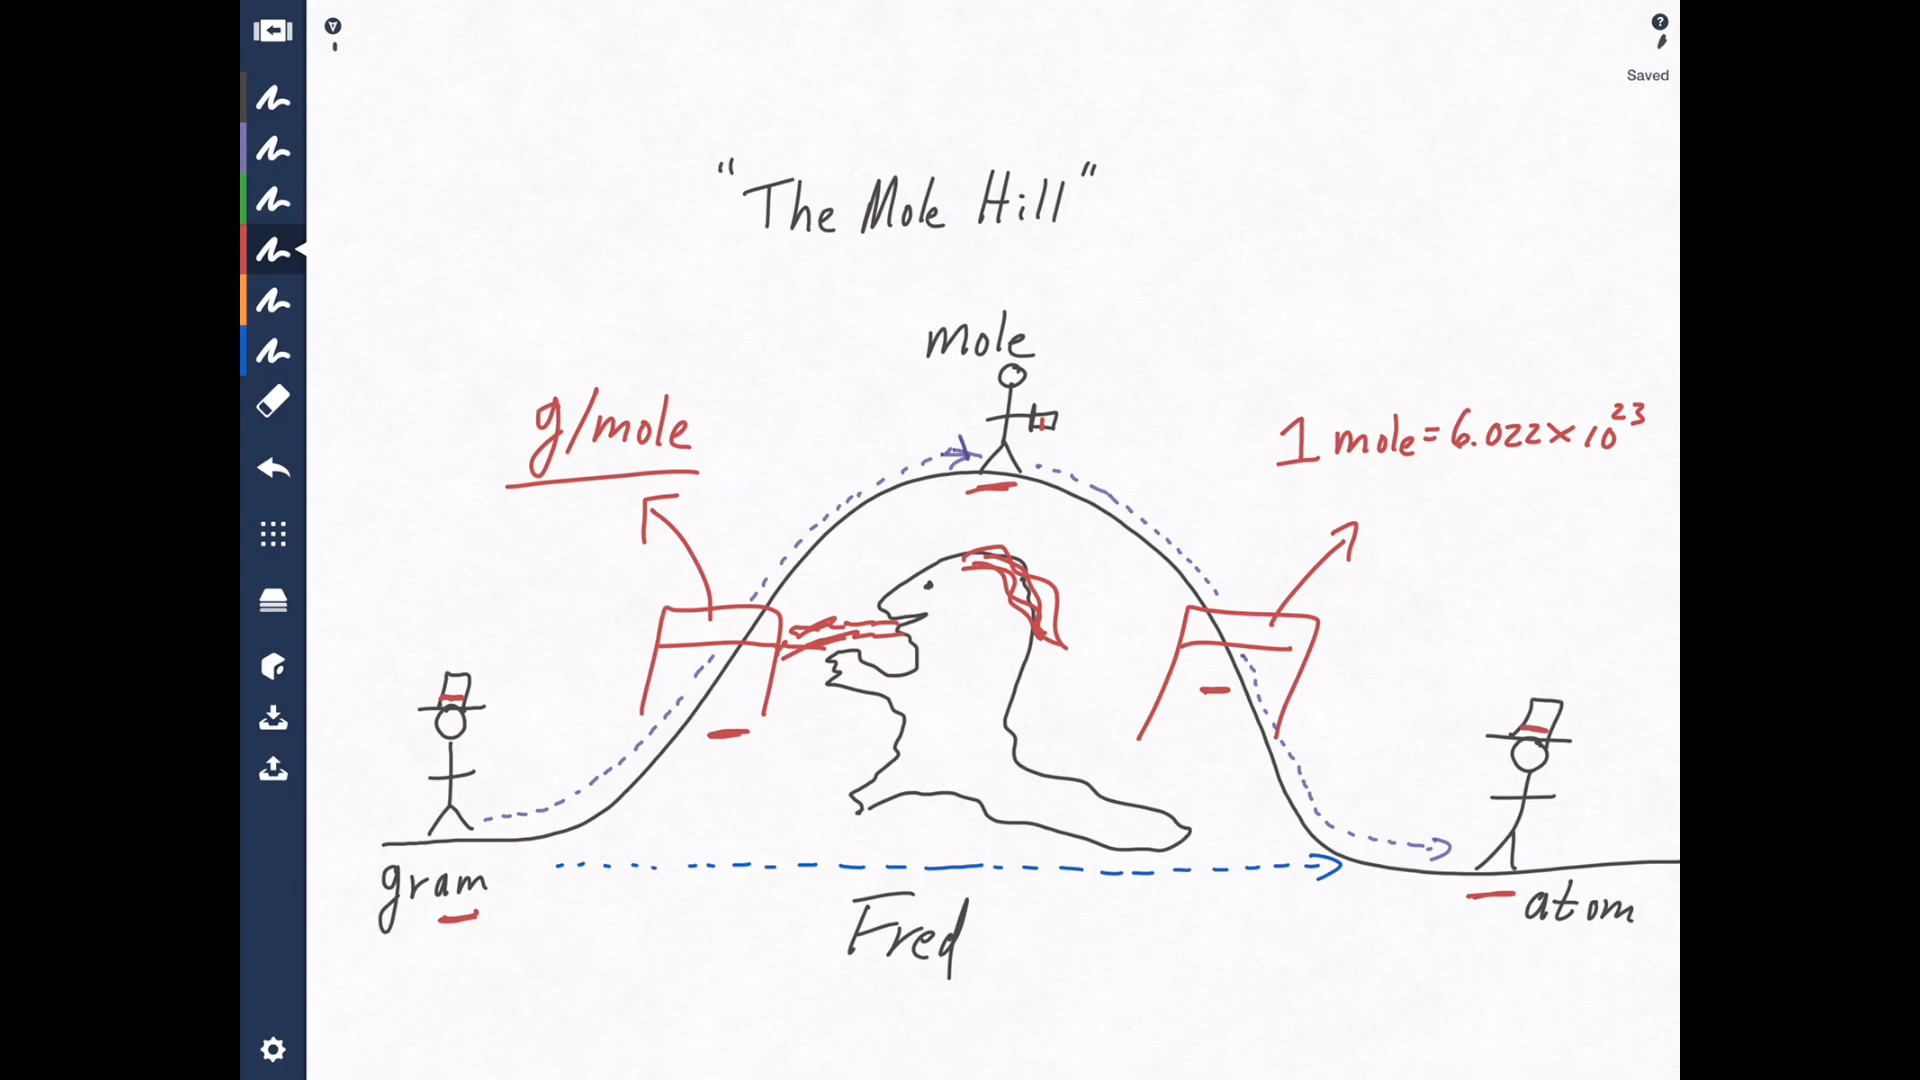 Saved
"The Mole Hill"
mole
g/mole
1 mole = 6.022 × 10²³
gram
atom
Fred